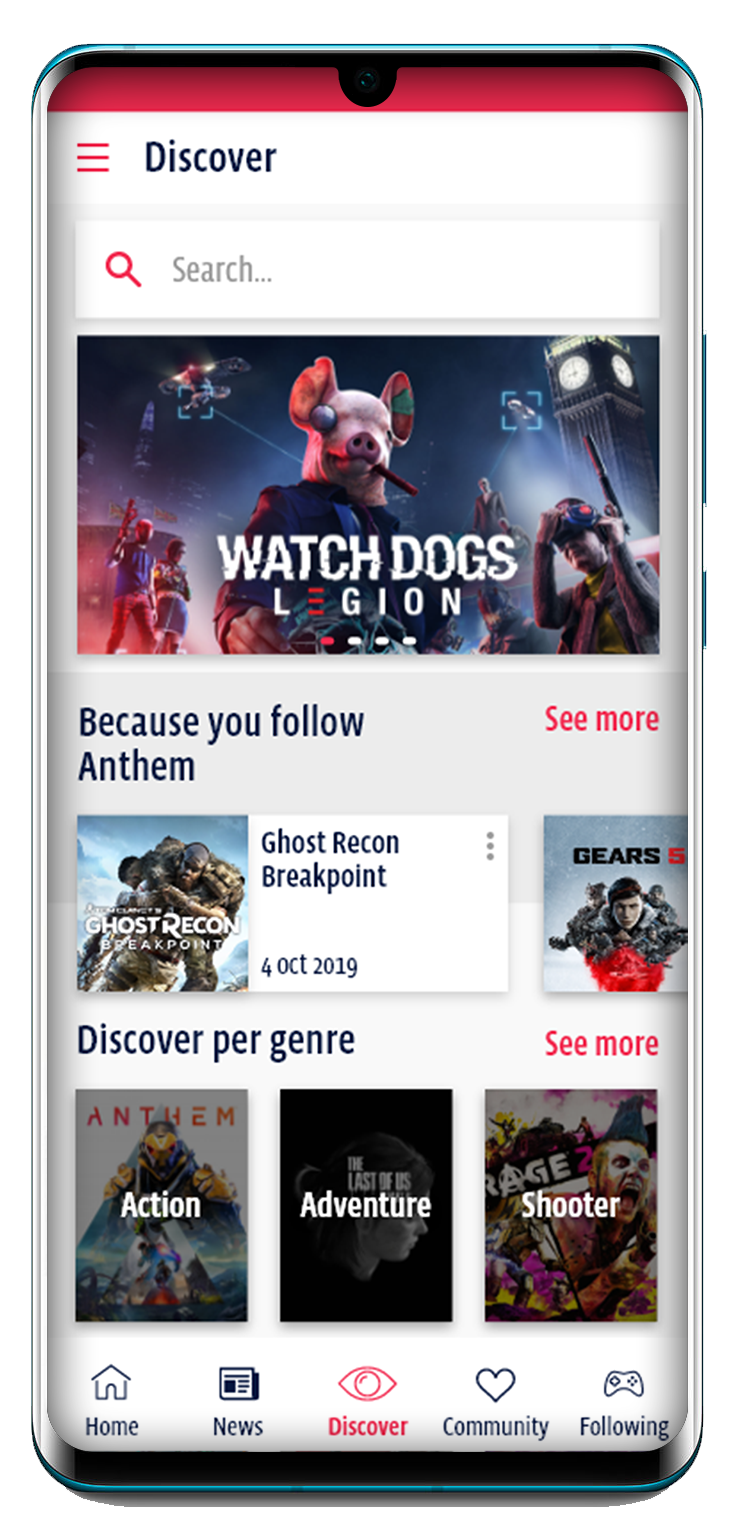 Discover
Search...
WATCH DOGS
LEGION
Because you follow
Anthem
See more
Ghost Recon
Breakpoint
4 oct 2019
TOM CLANCY'S
GHOST RECON
BREAKPOINT
GEARS 5
Discover per genre
See more
ANTHEM
Action
THE
LAST OF US
Adventure
RAGE 2
Shooter
Home
News
Discover
Community
Following